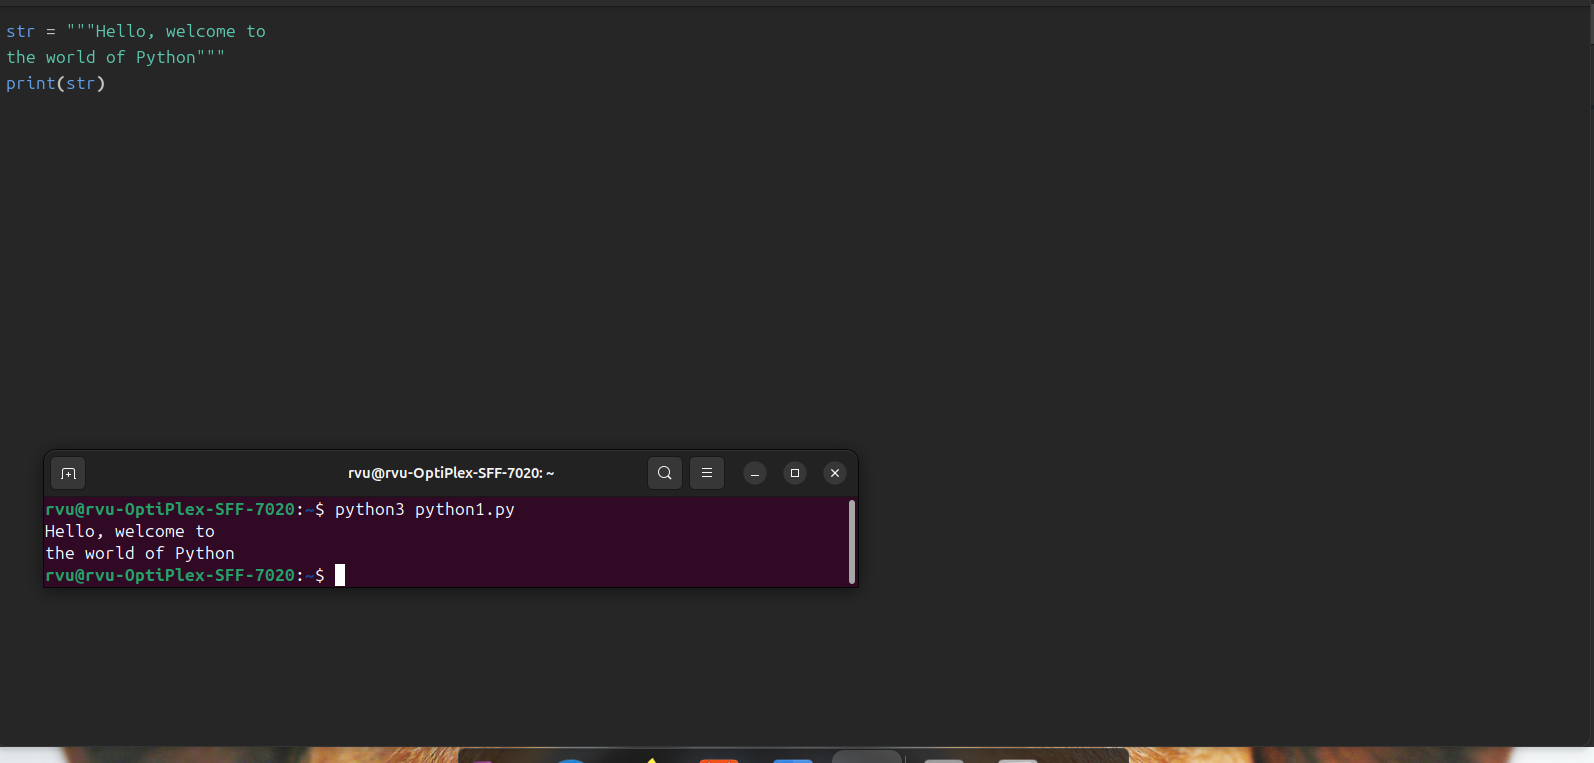 str = """Hello, welcome to
the world of Python"""
print(str)
rvu@rvu-OptiPlex-SFF-7020: ~
rvu@rvu-OptiPlex-SFF-7020:~$ python3 python1.py
Hello, welcome to
the world of Python
rvu@rvu-OptiPlex-SFF-7020:~$